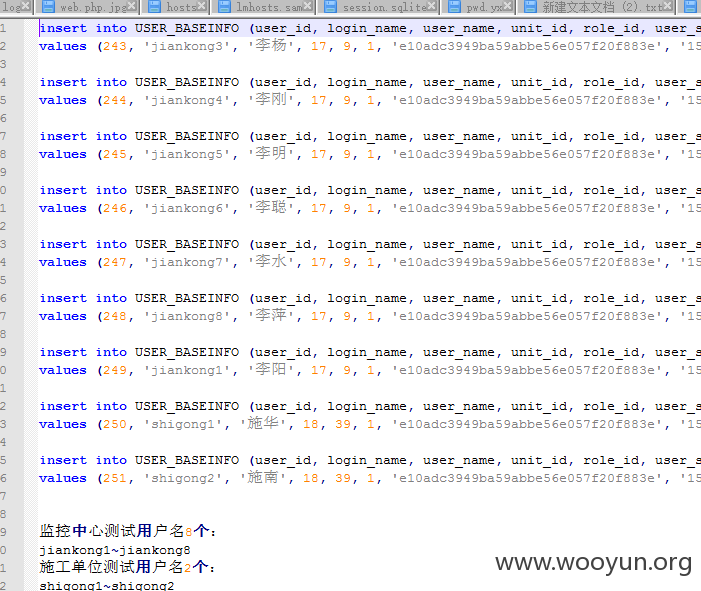 log web.php.jpg hosts lmhosts.sam session.sqlite pwd.yx 新建文本文档 (2).txt
1 insert into USER_BASEINFO (user_id, login_name, user_name, unit_id, role_id, user_s
2 values (243, 'jiankong3', '李杨', 17, 9, 1, 'e10adc3949ba59abbe56e057f20f883e', '15
3
4 insert into USER_BASEINFO (user_id, login_name, user_name, unit_id, role_id, user_s
5 values (244, 'jiankong4', '李刚', 17, 9, 1, 'e10adc3949ba59abbe56e057f20f883e', '15
6
7 insert into USER_BASEINFO (user_id, login_name, user_name, unit_id, role_id, user_s
8 values (245, 'jiankong5', '李明', 17, 9, 1, 'e10adc3949ba59abbe56e057f20f883e', '15
9
0 insert into USER_BASEINFO (user_id, login_name, user_name, unit_id, role_id, user_s
1 values (246, 'jiankong6', '李聪', 17, 9, 1, 'e10adc3949ba59abbe56e057f20f883e', '15
2
3 insert into USER_BASEINFO (user_id, login_name, user_name, unit_id, role_id, user_s
4 values (247, 'jiankong7', '李水', 17, 9, 1, 'e10adc3949ba59abbe56e057f20f883e', '15
5
6 insert into USER_BASEINFO (user_id, login_name, user_name, unit_id, role_id, user_s
7 values (248, 'jiankong8', '李萍', 17, 9, 1, 'e10adc3949ba59abbe56e057f20f883e', '15
8
9 insert into USER_BASEINFO (user_id, login_name, user_name, unit_id, role_id, user_s
0 values (249, 'jiankong1', '李阳', 17, 9, 1, 'e10adc3949ba59abbe56e057f20f883e', '15
1
2 insert into USER_BASEINFO (user_id, login_name, user_name, unit_id, role_id, user_s
3 values (250, 'shigong1', '施华', 18, 39, 1, 'e10adc3949ba59abbe56e057f20f883e', '15
4
5 insert into USER_BASEINFO (user_id, login_name, user_name, unit_id, role_id, user_s
6 values (251, 'shigong2', '施南', 18, 39, 1, 'e10adc3949ba59abbe56e057f20f883e', '15
7
8
9 监控中心测试用户名8个:
0 jiankong1~jiankong8
1 施工单位测试用户名2个:
2 shigong1~shigong2
www.wooyun.org